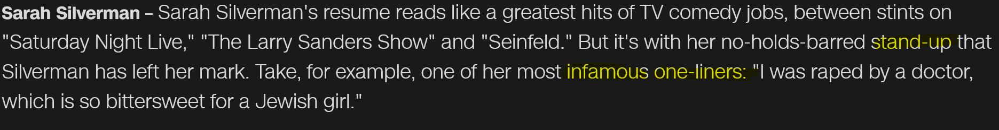 Sarah Silverman – Sarah Silverman's resume reads like a greatest hits of TV comedy jobs, between stints on
"Saturday Night Live," "The Larry Sanders Show" and "Seinfeld." But it's with her no-holds-barred stand-up that
Silverman has left her mark. Take, for example, one of her most infamous one-liners: "I was raped by a doctor,
which is so bittersweet for a Jewish girl."